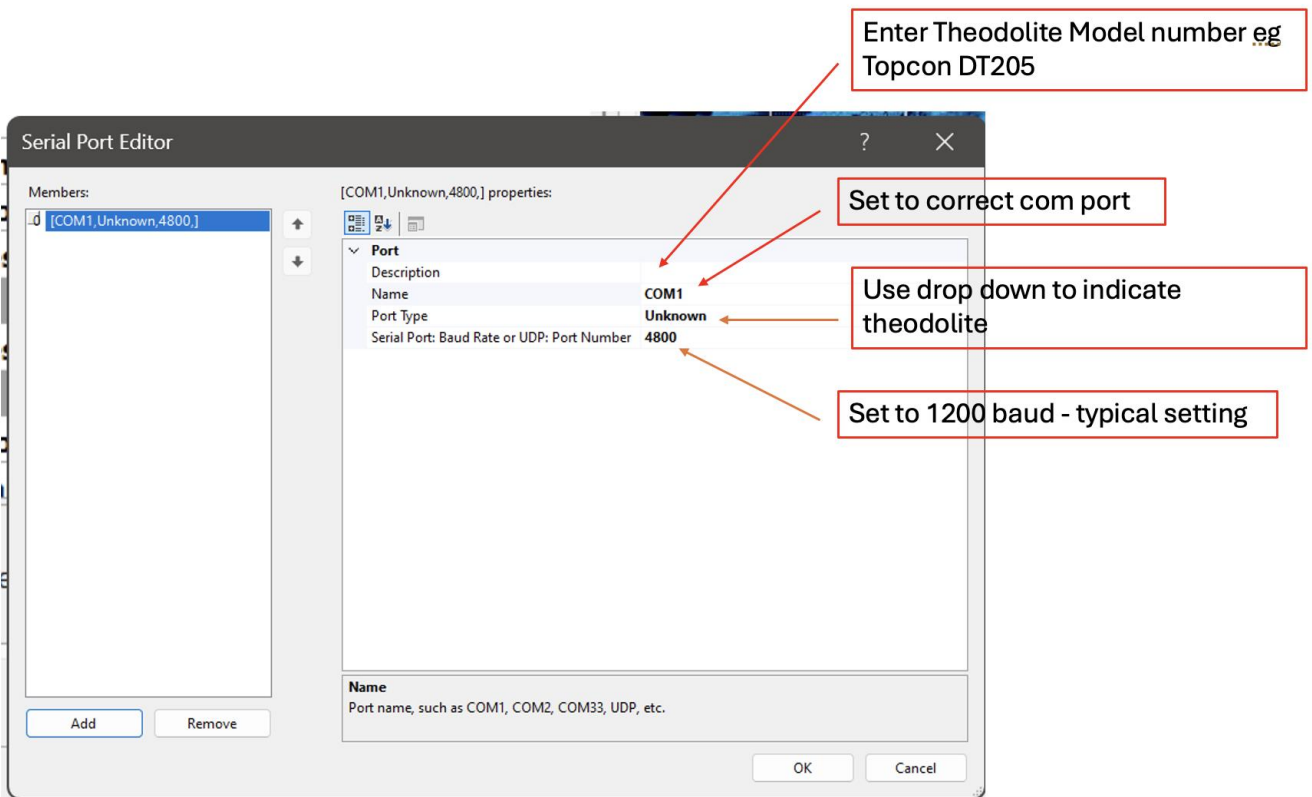 Enter Theodolite Model number eg
Topcon DT205
Serial Port Editor
?
Members:
[COM1,Unknown,4800,] properties:
[COM1,Unknown,4800,]
Set to correct com port
Port
Description
Name COM1
Port Type Unknown
Serial Port: Baud Rate or UDP: Port Number 4800
Use drop down to indicate
theodolite
Set to 1200 baud - typical setting
Name
Port name, such as COM1, COM2, COM33, UDP, etc.
Add Remove
OK Cancel